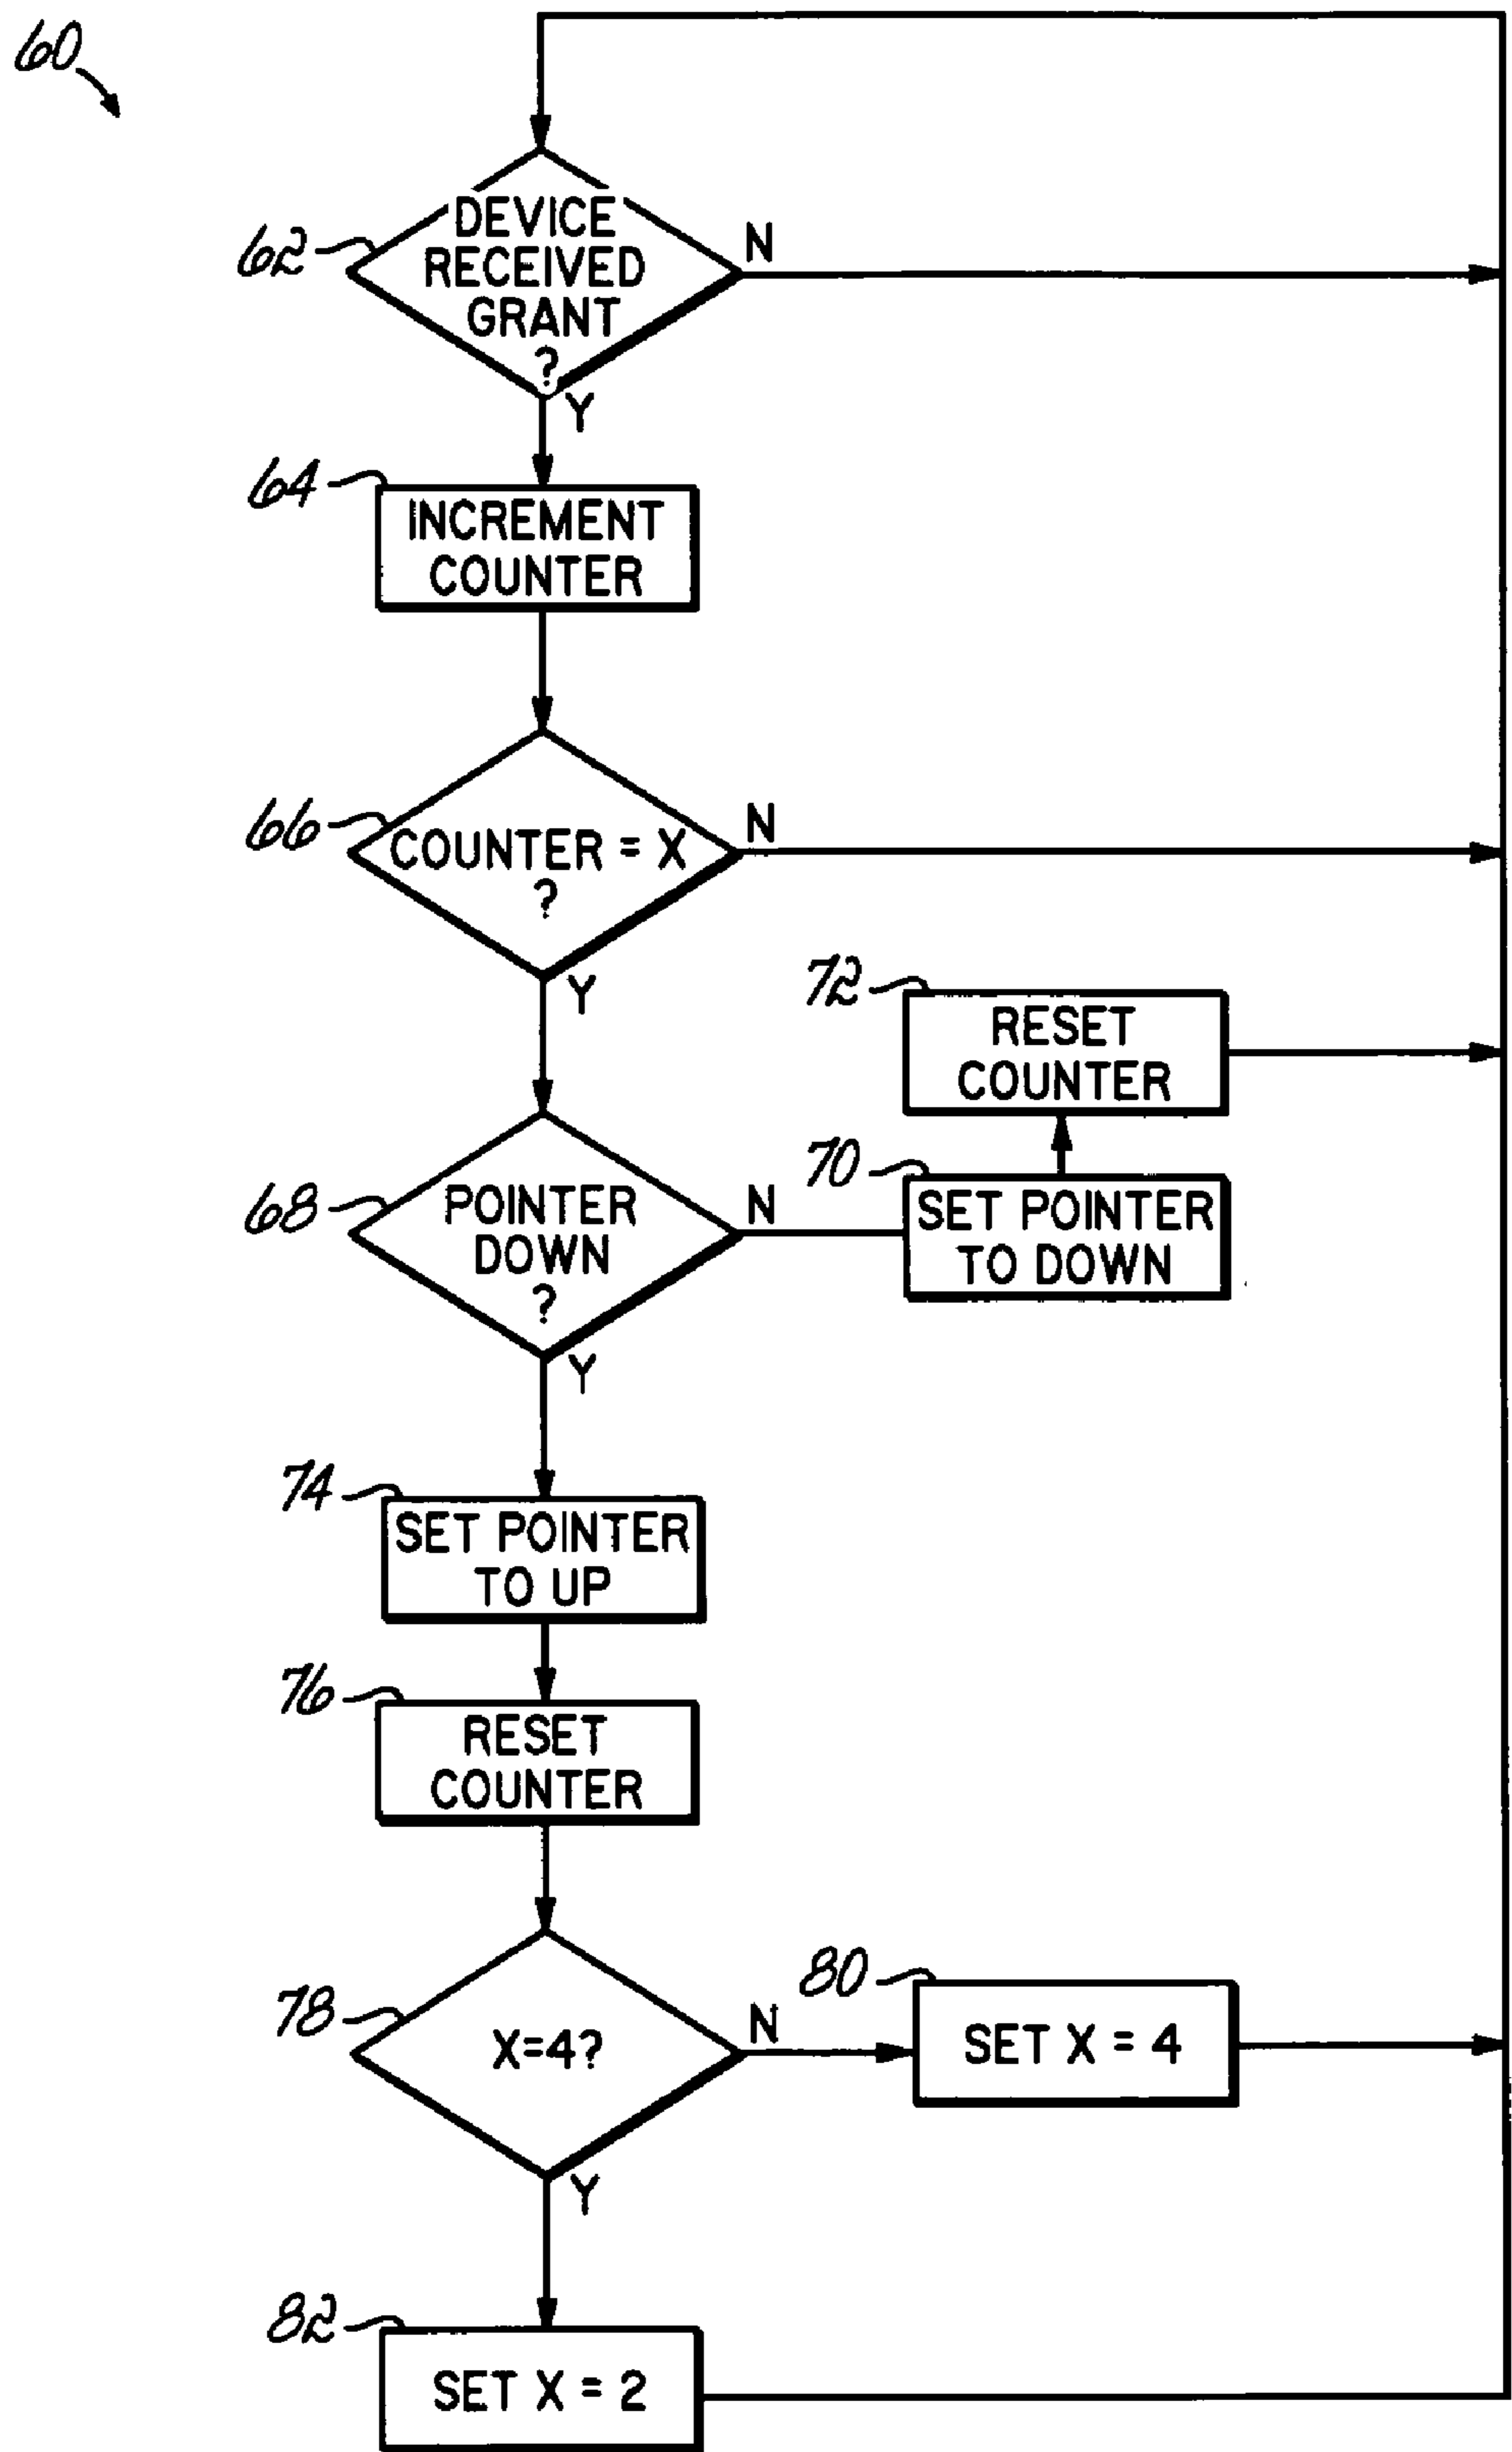 60
62
DEVICE
RECEIVED
GRANT
?
N
Y
64
INCREMENT
COUNTER
66
COUNTER = X
?
N
Y
72
RESET
COUNTER
68
POINTER
DOWN
?
N
Y
70
SET POINTER
TO DOWN
74
SET POINTER
TO UP
76
RESET
COUNTER
78
X=4?
N
Y
80
SET X = 4
82
SET X = 2